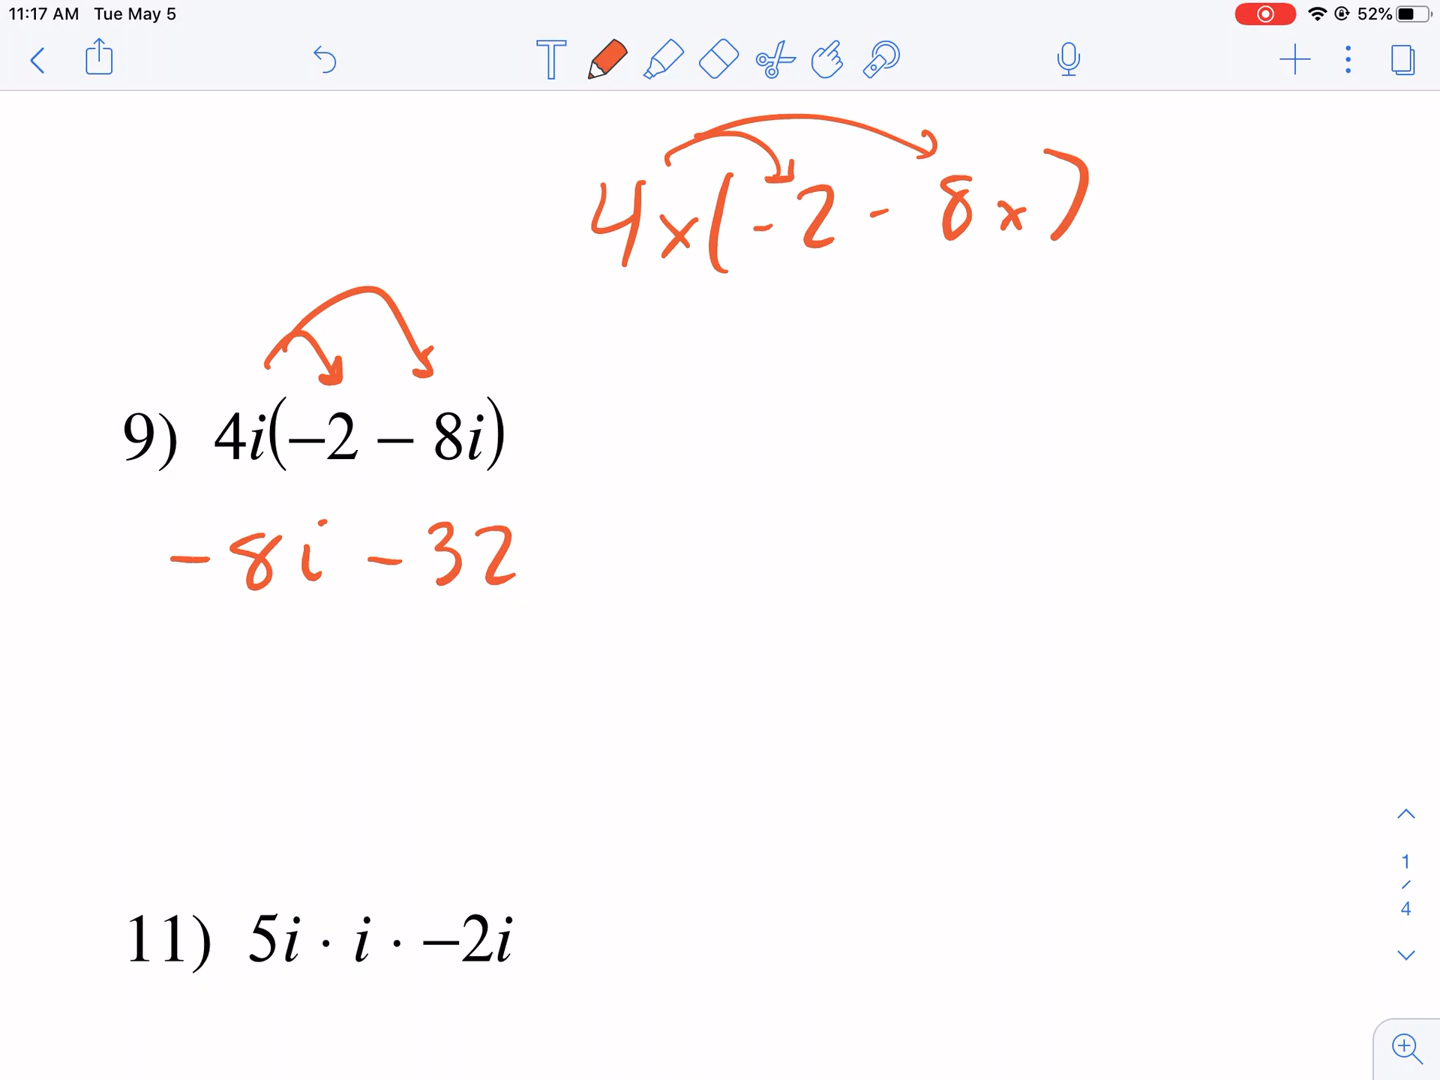 11:17 AM Tue May 5
52%
T
4x(-2 - 8x)
9) 4i(−2 − 8i)
-8i - 32
11) 5i · i · −2i
1
/
4